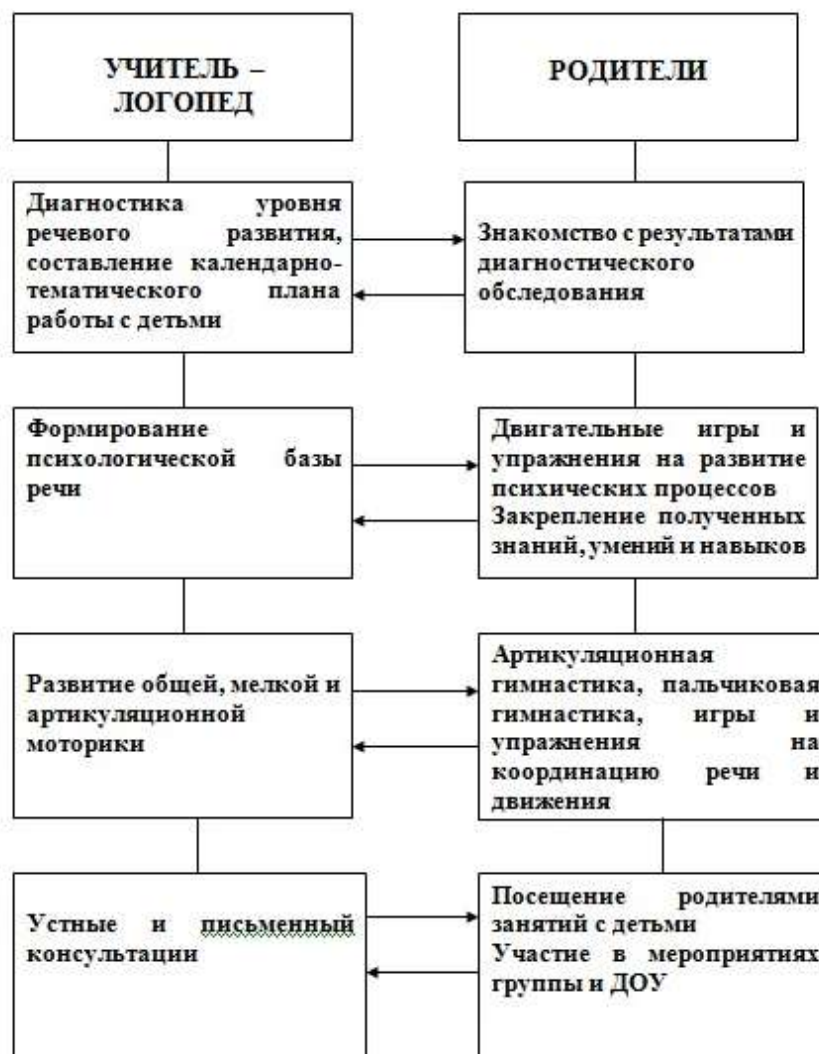 УЧИТЕЛЬ –
ЛОГОПЕД
РОДИТЕЛИ
Диагностика уровня
речевого развития,
составление календарно-
тематического плана
работы с детьми
Знакомство с результатами
диагностического
обследования
Формирование
психологической базы
речи
Двигательные игры и
упражнения на развитие
психических процессов
Закрепление полученных
знаний, умений и навыков
Развитие общей, мелкой и
артикуляционной
моторики
Артикуляционная
гимнастика, пальчиковая
гимнастика, игры и
упражнения на
координацию речи и
движения
Устные и письменный
консультации
Посещение родителями
занятий с детьми
Участие в мероприятиях
группы и ДОУ